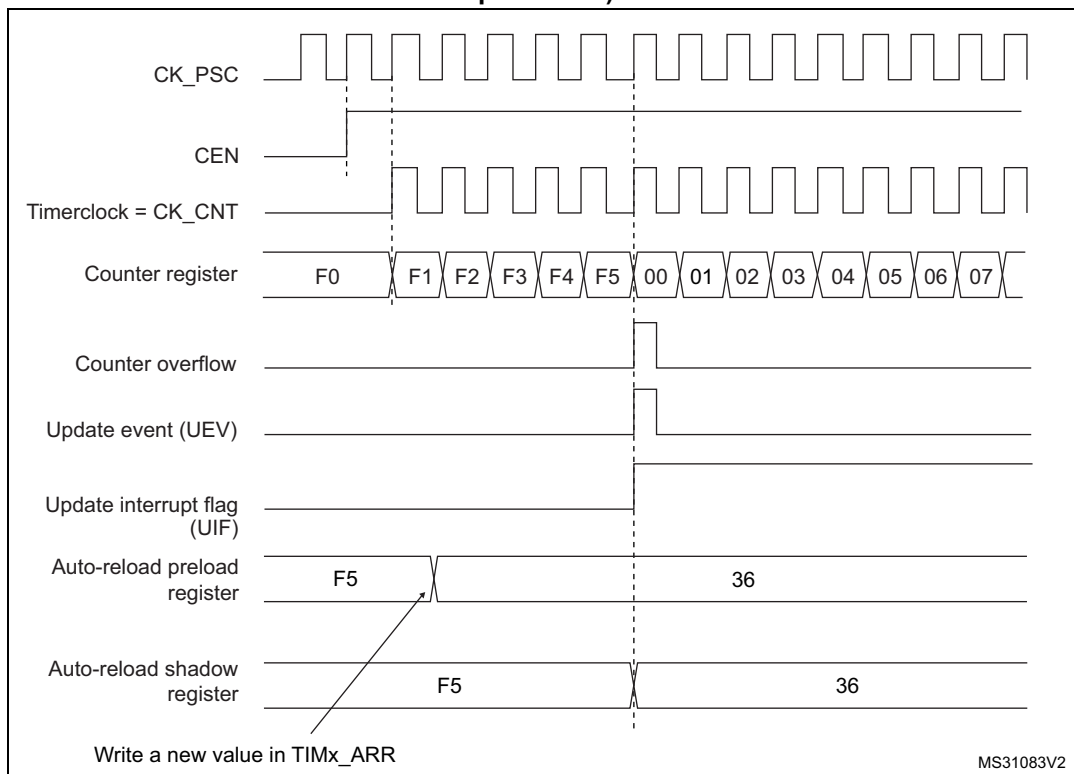 CK_PSC
CEN
Timerclock = CK_CNT
Counter register F0 F1 F2 F3 F4 F5 00 01 02 03 04 05 06 07
Counter overflow
Update event (UEV)
Update interrupt flag
(UIF)
Auto-reload preload
register
F5 36
Auto-reload shadow
register
F5 36
Write a new value in TIMx_ARR
MS31083V2